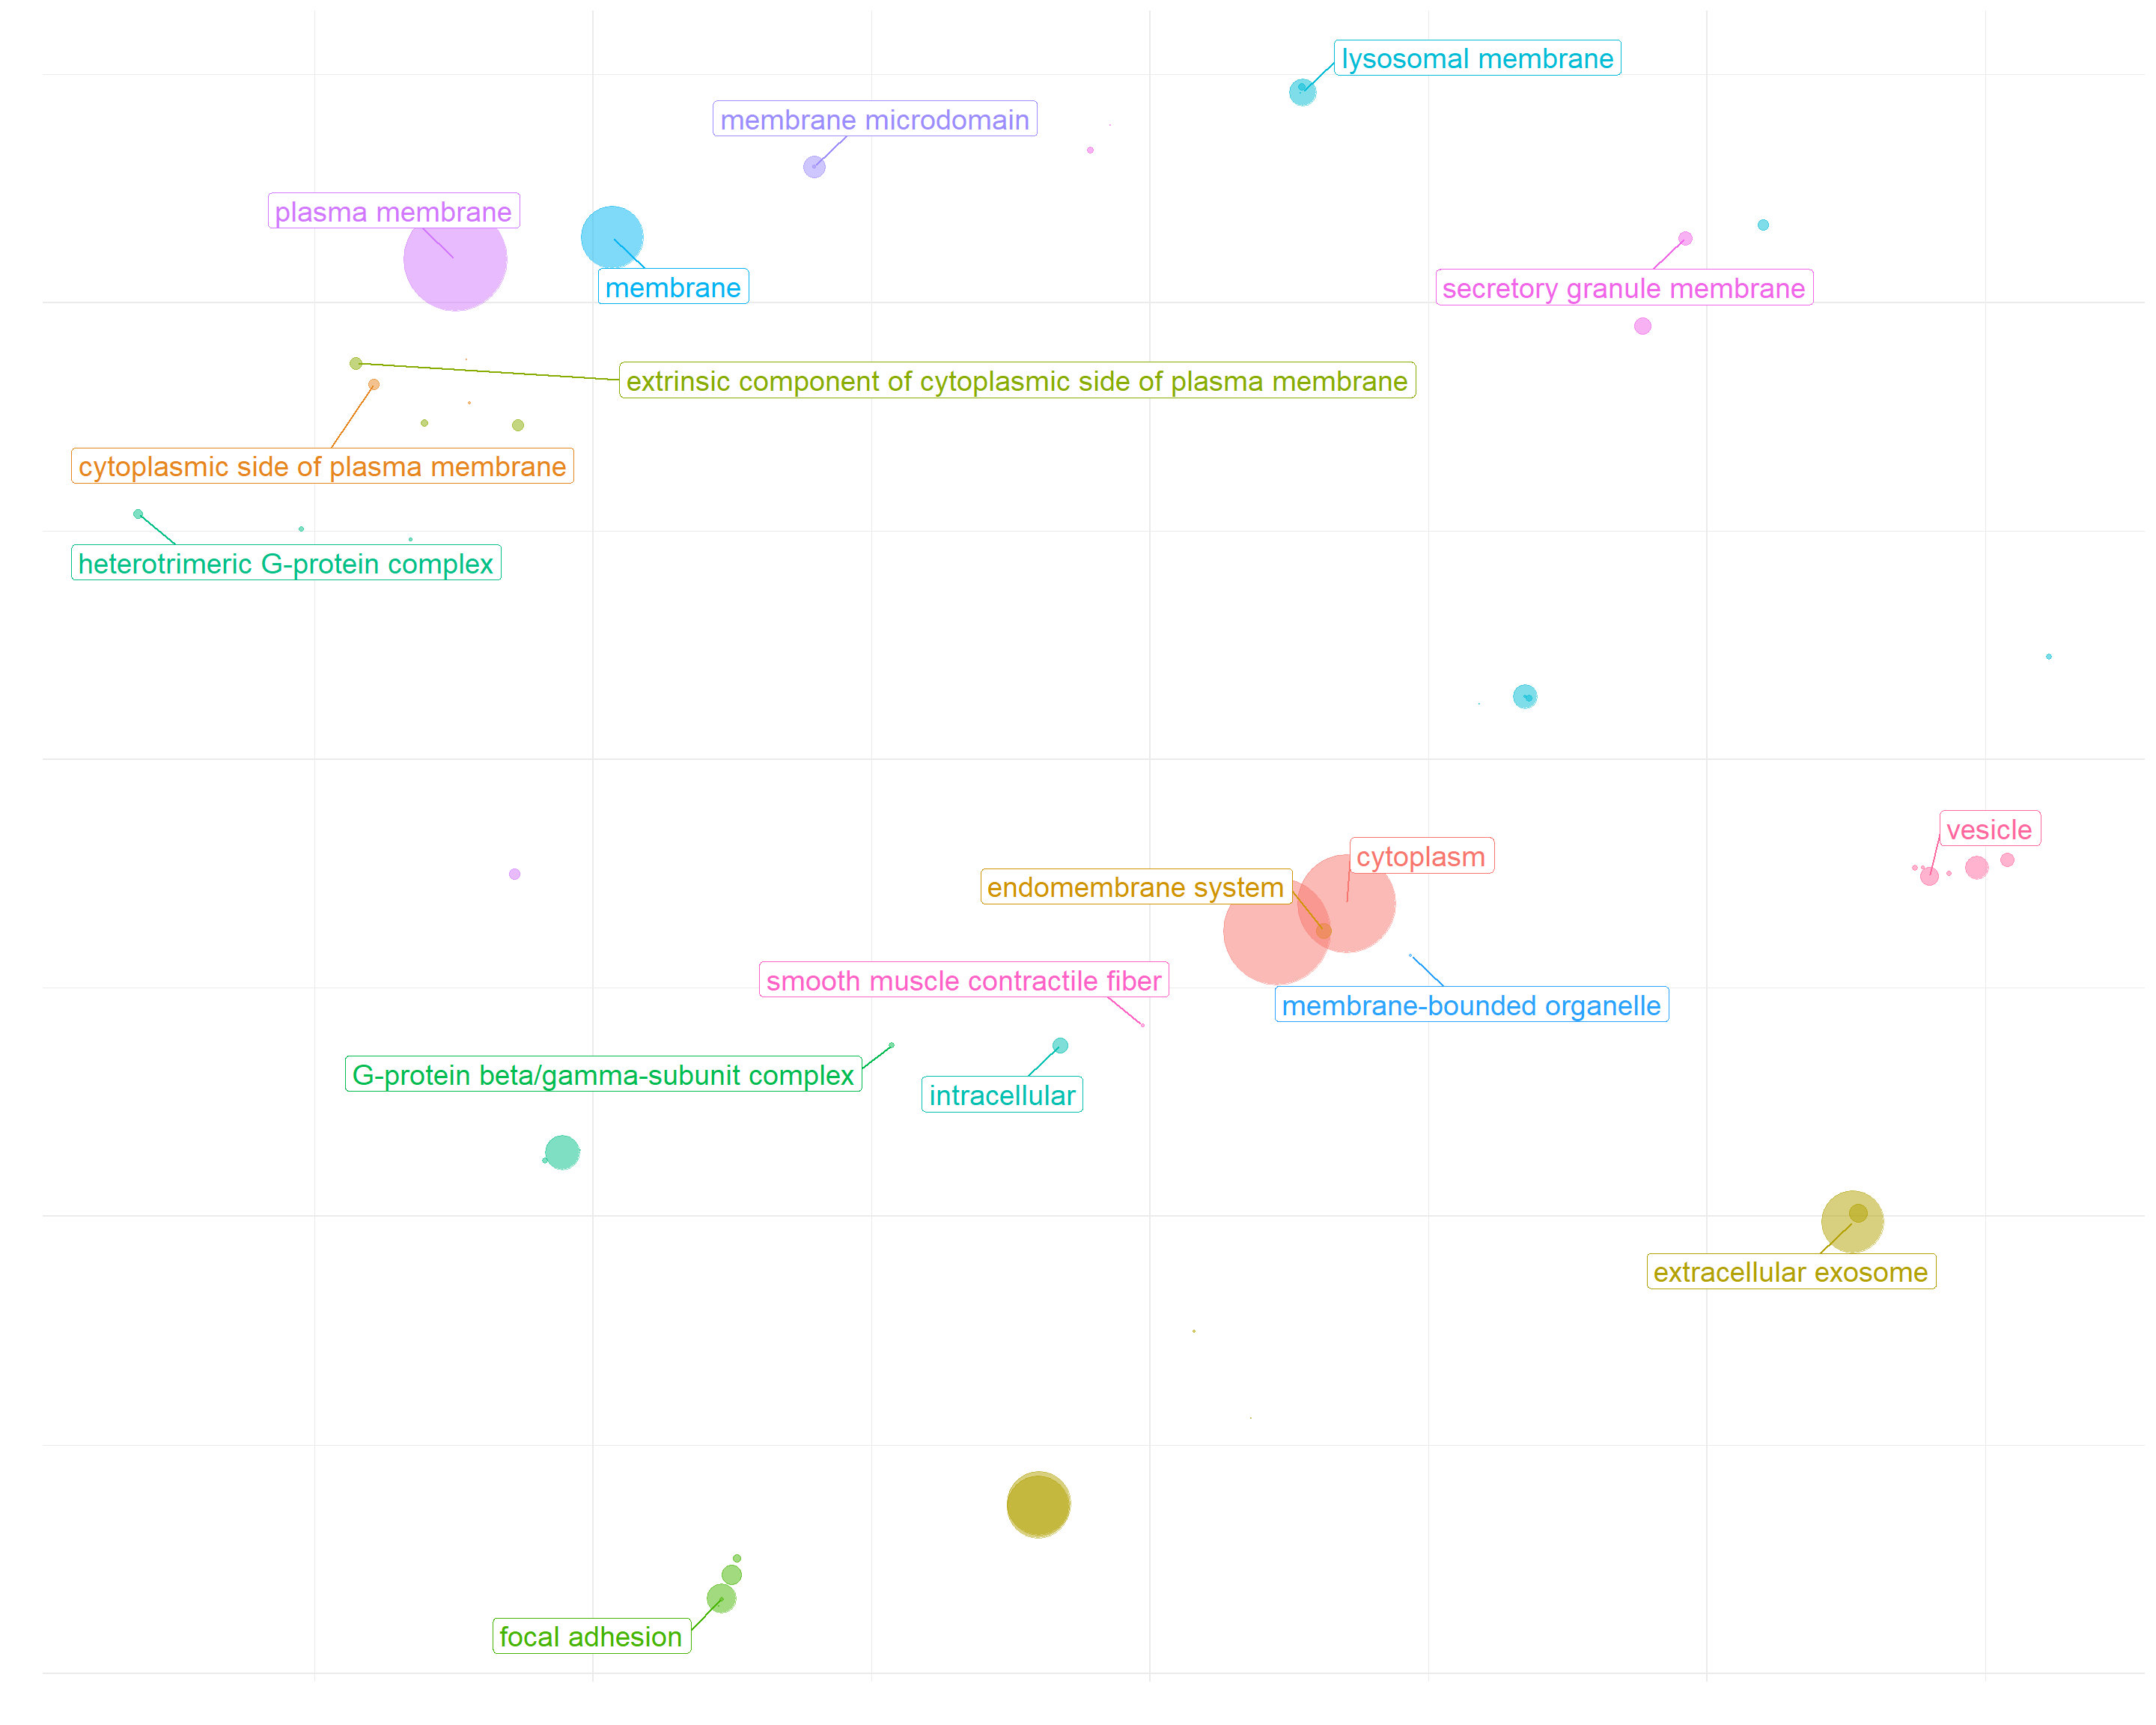 lysosomal membrane
membrane microdomain
plasma membrane
membrane
secretory granule membrane
extrinsic component of cytoplasmic side of plasma membrane
cytoplasmic side of plasma membrane
heterotrimeric G-protein complex
vesicle
cytoplasm
endomembrane system
smooth muscle contractile fiber
membrane-bounded organelle
G-protein beta/gamma-subunit complex
intracellular
extracellular exosome
focal adhesion